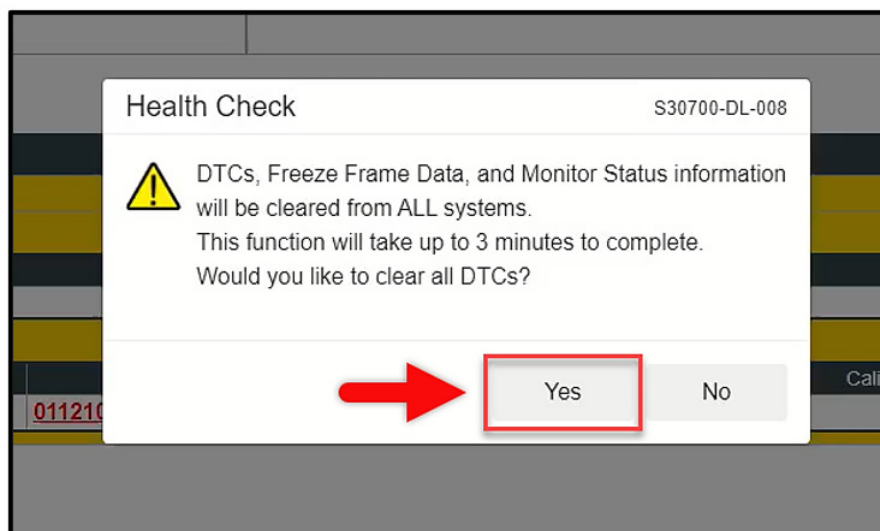 Health Check
S30700-DL-008
DTCs, Freeze Frame Data, and Monitor Status information
will be cleared from ALL systems.
This function will take up to 3 minutes to complete.
Would you like to clear all DTCs?
Yes
No
Cali
011210